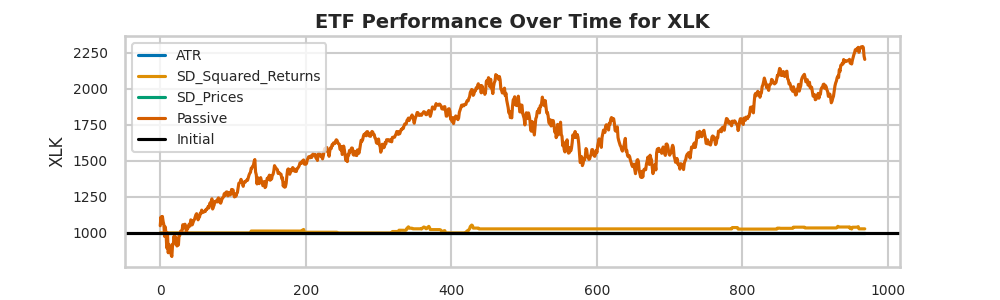 ETF Performance Over Time for XLK
XLK
2250
2000
1750
1500
1250
1000
ATR
SD_Squared_Returns
SD_Prices
Passive
Initial
0
200
400
600
800
1000